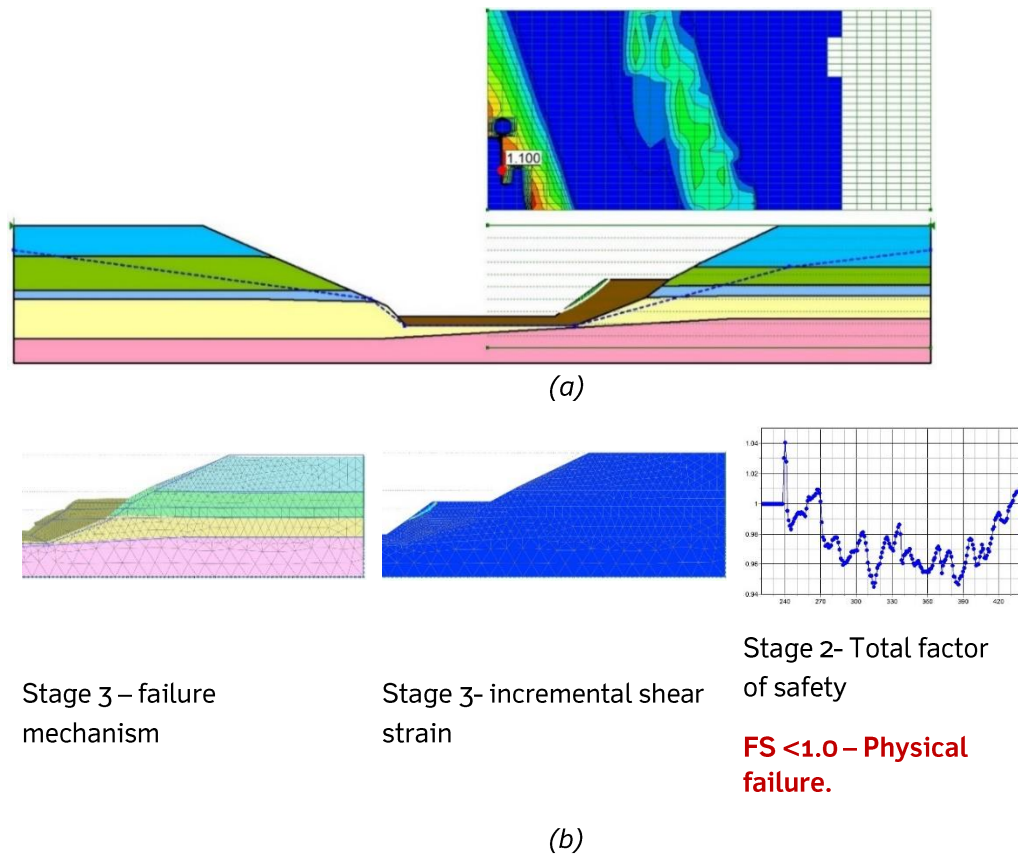 1.100
(a)
1.04
1.02
1
0.98
0.96
0.94
240 270 300 330 360 390 420
Stage 3 – failure
mechanism
Stage 3- incremental shear
strain
Stage 2- Total factor
of safety
FS <1.0 – Physical
failure.
(b)